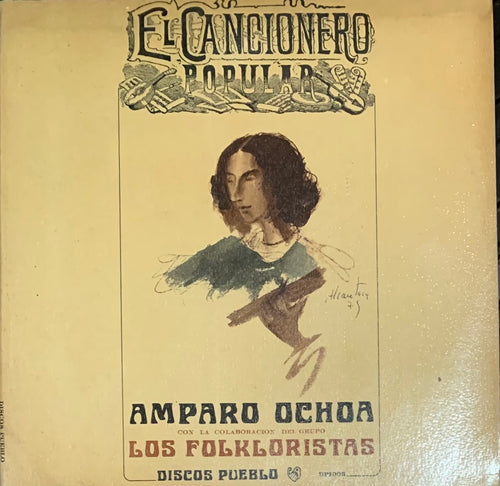 EL CANCIONERO
POPULAR
AMPARO OCHOA
CON LA COLABORACION DEL GRUPO
LOS FOLKLORISTAS
DISCOS PUEBLO
DISCOS PUEBLO